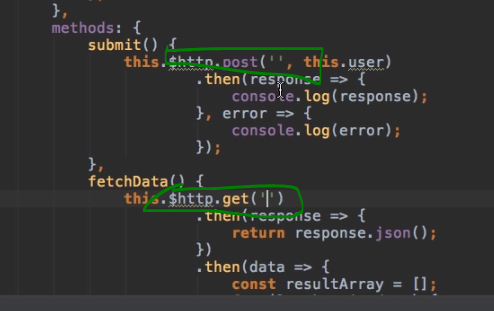 },
methods: {
submit() {
this.$http.post('', this.user)
.then(response => {
console.log(response);
}, error => {
console.log(error);
});
},
fetchData() {
this.$http.get('')
.then(response => {
return response.json();
})
.then(data => {
const resultArray = [];